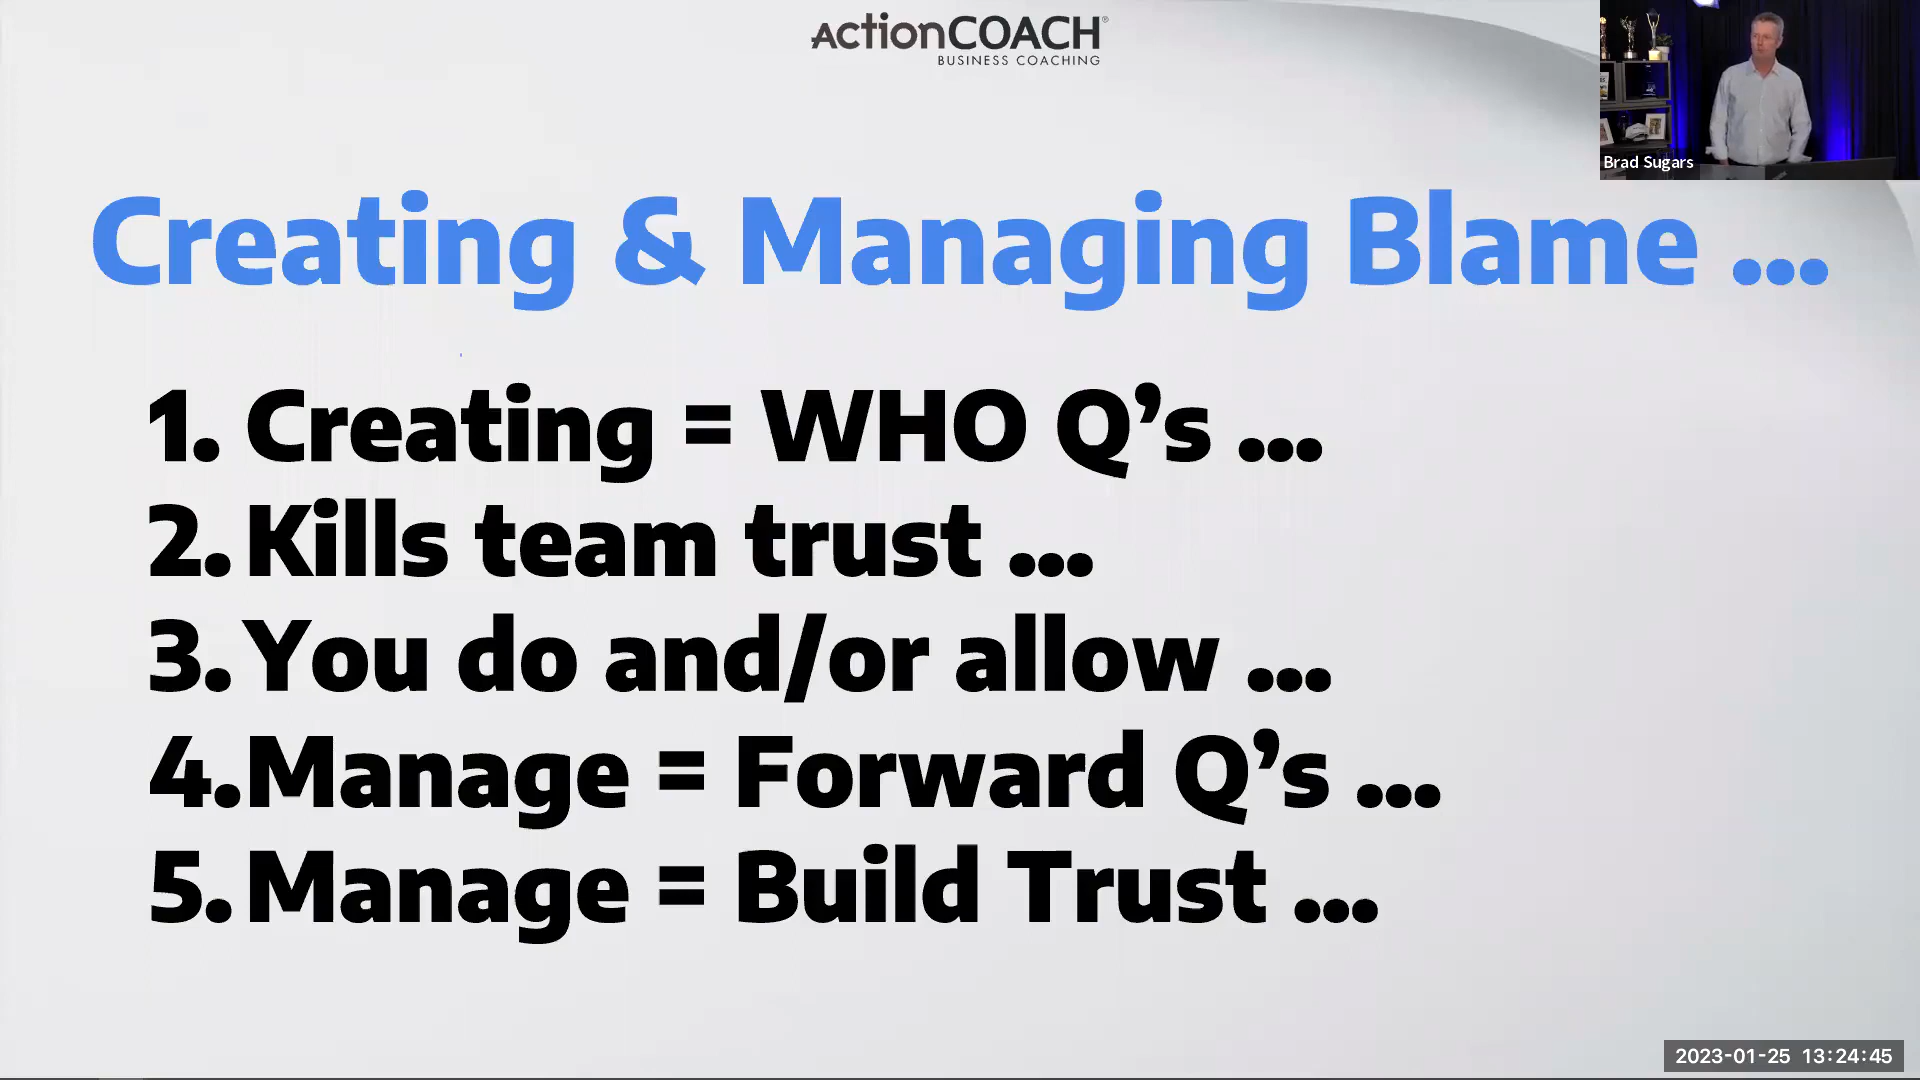 actionCOACH®
BUSINESS COACHING
Brad Sugars
Creating & Managing Blame ...
1. Creating = WHO Q’s ...
2. Kills team trust ...
3. You do and/or allow ...
4. Manage = Forward Q’s ...
5. Manage = Build Trust ...
2023-01-25 13:24:45